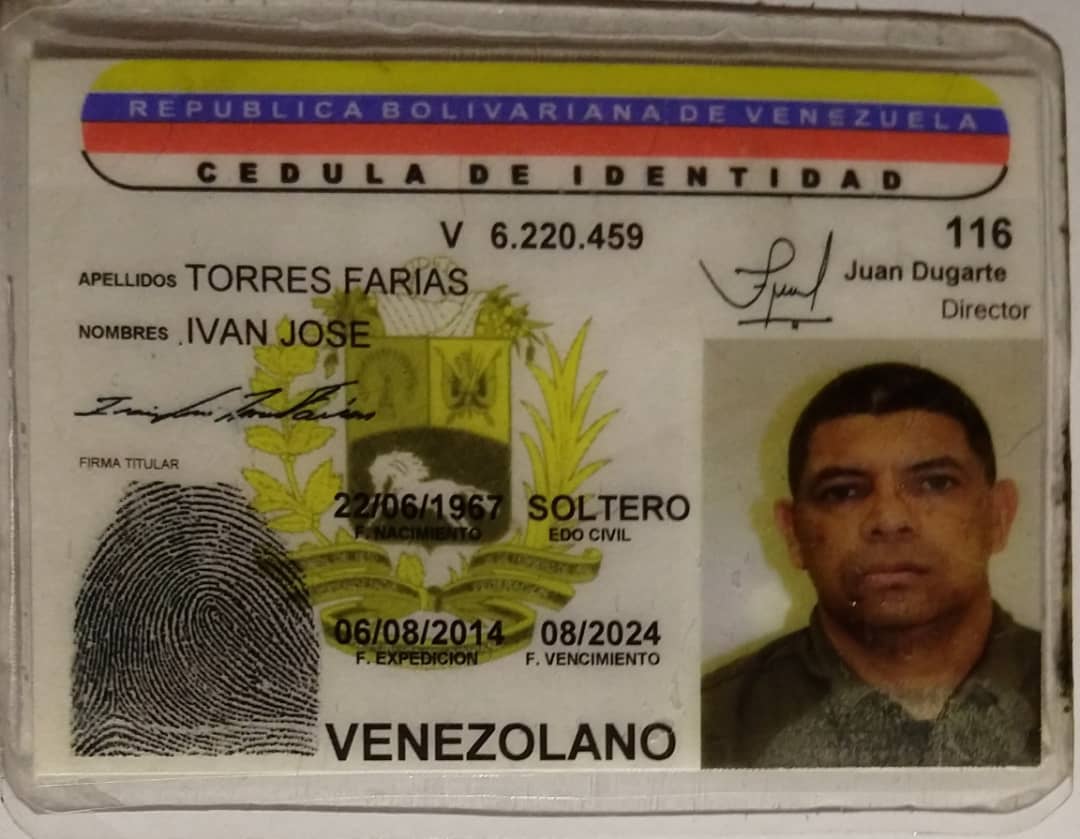 REPUBLICA BOLIVARIANA DE VENEZUELA
CEDULA DE IDENTIDAD
V 6.220.459
116
Juan Dugarte
Director
APELLIDOS TORRES FARIAS
NOMBRES IVAN JOSE
FIRMA TITULAR
22/06/1967 SOLTERO
F. NACIMIENTO EDO CIVIL
06/08/2014 08/2024
F. EXPEDICION F. VENCIMIENTO
VENEZOLANO